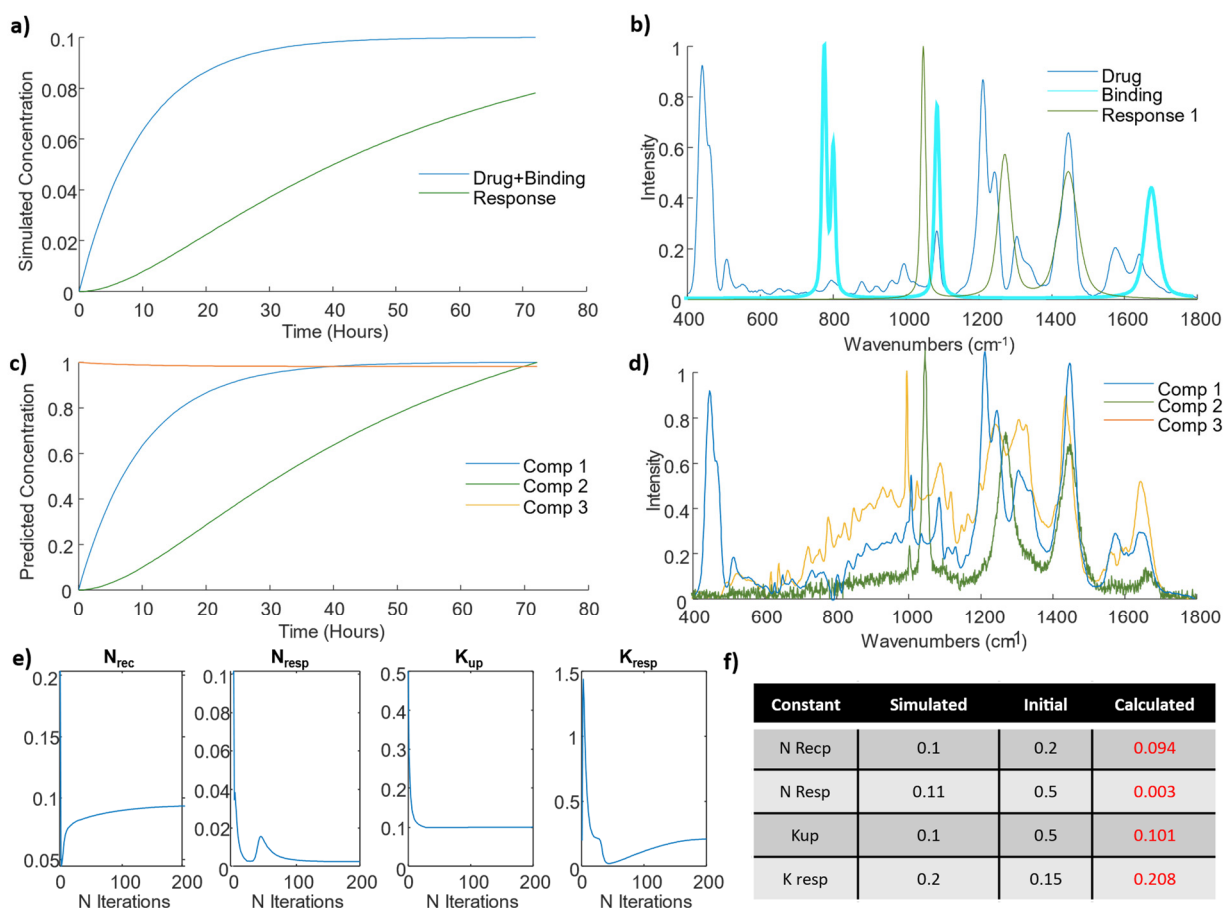 a)
0.1
0.08
0.06
0.04
0.02
0
Simulated Concentration
Drug+Binding
Response
0 10 20 30 40 50 60 70 80
Time (Hours)
b)
1
0.8
0.6
0.4
0.2
0
Intensity
Drug
Binding
Response 1
400 600 800 1000 1200 1400 1600 1800
Wavenumbers (cm-1)
c)
1
0.8
0.6
0.4
0.2
0
Predicted Concentration
Comp 1
Comp 2
Comp 3
0 10 20 30 40 50 60 70 80
Time (Hours)
d)
1
0.8
0.6
0.4
0.2
0
Intensity
Comp 1
Comp 2
Comp 3
400 600 800 1000 1200 1400 1600 1800
Wavenumbers (cm-1)
e)
Nrec
0.2
0.15
0.1
0.05
0 100 200
N Iterations
Nresp
0.1
0.08
0.06
0.04
0.02
0
0 100 200
N Iterations
Kup
0.5
0.4
0.3
0.2
0.1
0
0 100 200
N Iterations
Kresp
1.5
1
0.5
0
0 100 200
N Iterations
f)
Constant Simulated Initial Calculated
N Recp 0.1 0.2 0.094
N Resp 0.11 0.5 0.003
Kup 0.1 0.5 0.101
K resp 0.2 0.15 0.208